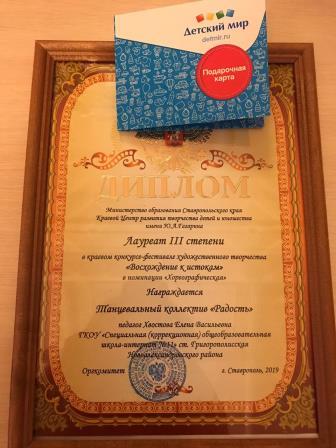 Детский мир
detmir.ru
Подарочная
карта
ДИПЛОМ
Министерство образования Ставропольского края
Краевой Центр развития творчества детей и юношества
имени Ю.А.Гагарина
Лауреат III степени
в краевом конкурсе-фестивале художественного творчества
«Восхождение к истокам»
в номинации «Хореографическая»
Награждается
Танцевальный коллектив «Радость»
педагог Хвостова Елена Васильевна
ГКОУ «Специальная (коррекционная) общеобразовательная
школа-интернат ст. Григорополисская
Новоалександровского района
Оргкомитет г. Ставрополь, 2019